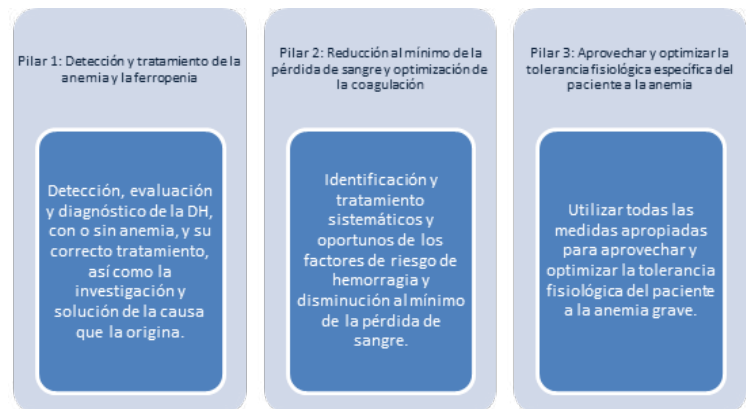 Pilar 1: Detección y tratamiento de la
anemia y la ferropenia
Detección, evaluación
y diagnóstico de la DH,
con o sin anemia, y su
correcto tratamiento,
así como la
investigación y
solución de la causa
que la origina.
Pilar 2: Reducción al mínimo de la
pérdida de sangre y optimización de
la coagulación
Identificación y
tratamiento
sistemáticos y
oportunos de los
factores de riesgo de
hemorragia y
disminución al mínimo
de la pérdida de
sangre.
Pilar 3: Aprovechar y optimizar la
tolerancia fisiológica específica del
paciente a la anemia
Utilizar todas las
medidas apropiadas
para aprovechar y
optimizar la tolerancia
fisiológica del paciente
a la anemia grave.